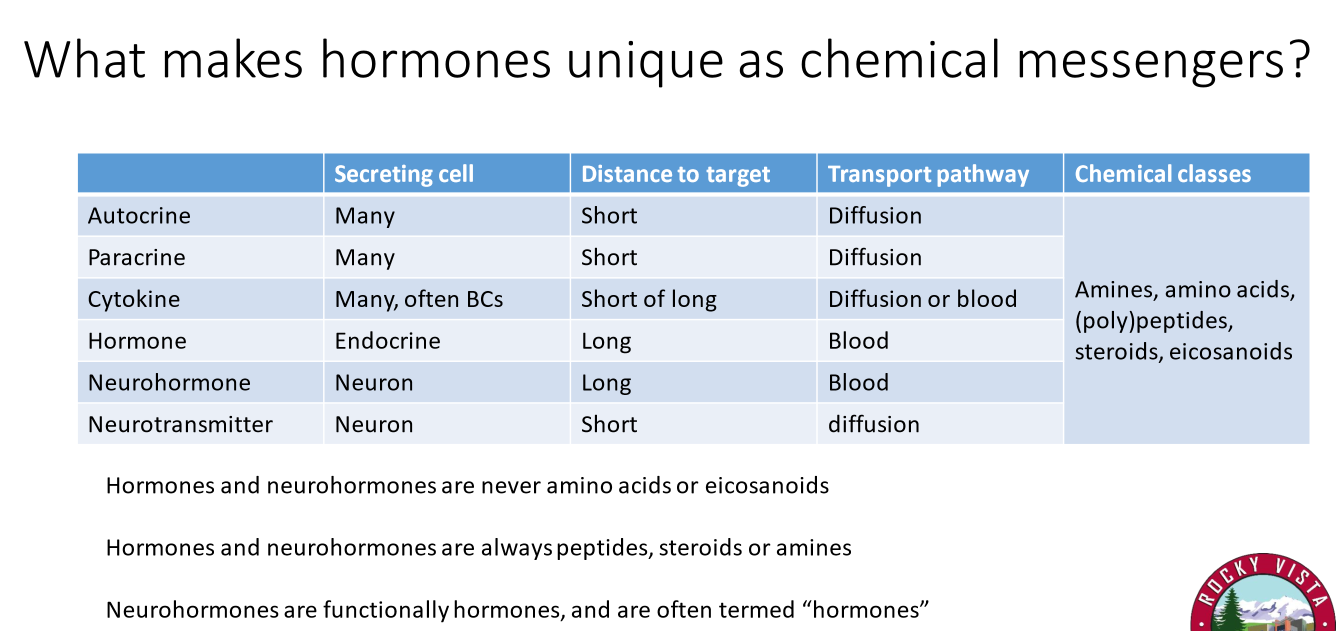 What makes hormones unique as chemical messengers?
Secreting cell Distance to target Transport pathway Chemical classes
Autocrine Many Short Diffusion
Paracrine Many Short Diffusion
Cytokine Many, often BCs Short of long Diffusion or blood
Hormone Endocrine Long Blood
Neurohormone Neuron Long Blood
Neurotransmitter Neuron Short diffusion
Amines, amino acids,
(poly)peptides,
steroids, eicosanoids
Hormones and neurohormones are never amino acids or eicosanoids
Hormones and neurohormones are always peptides, steroids or amines
Neurohormones are functionally hormones, and are often termed “hormones”
ROCKY VISTA